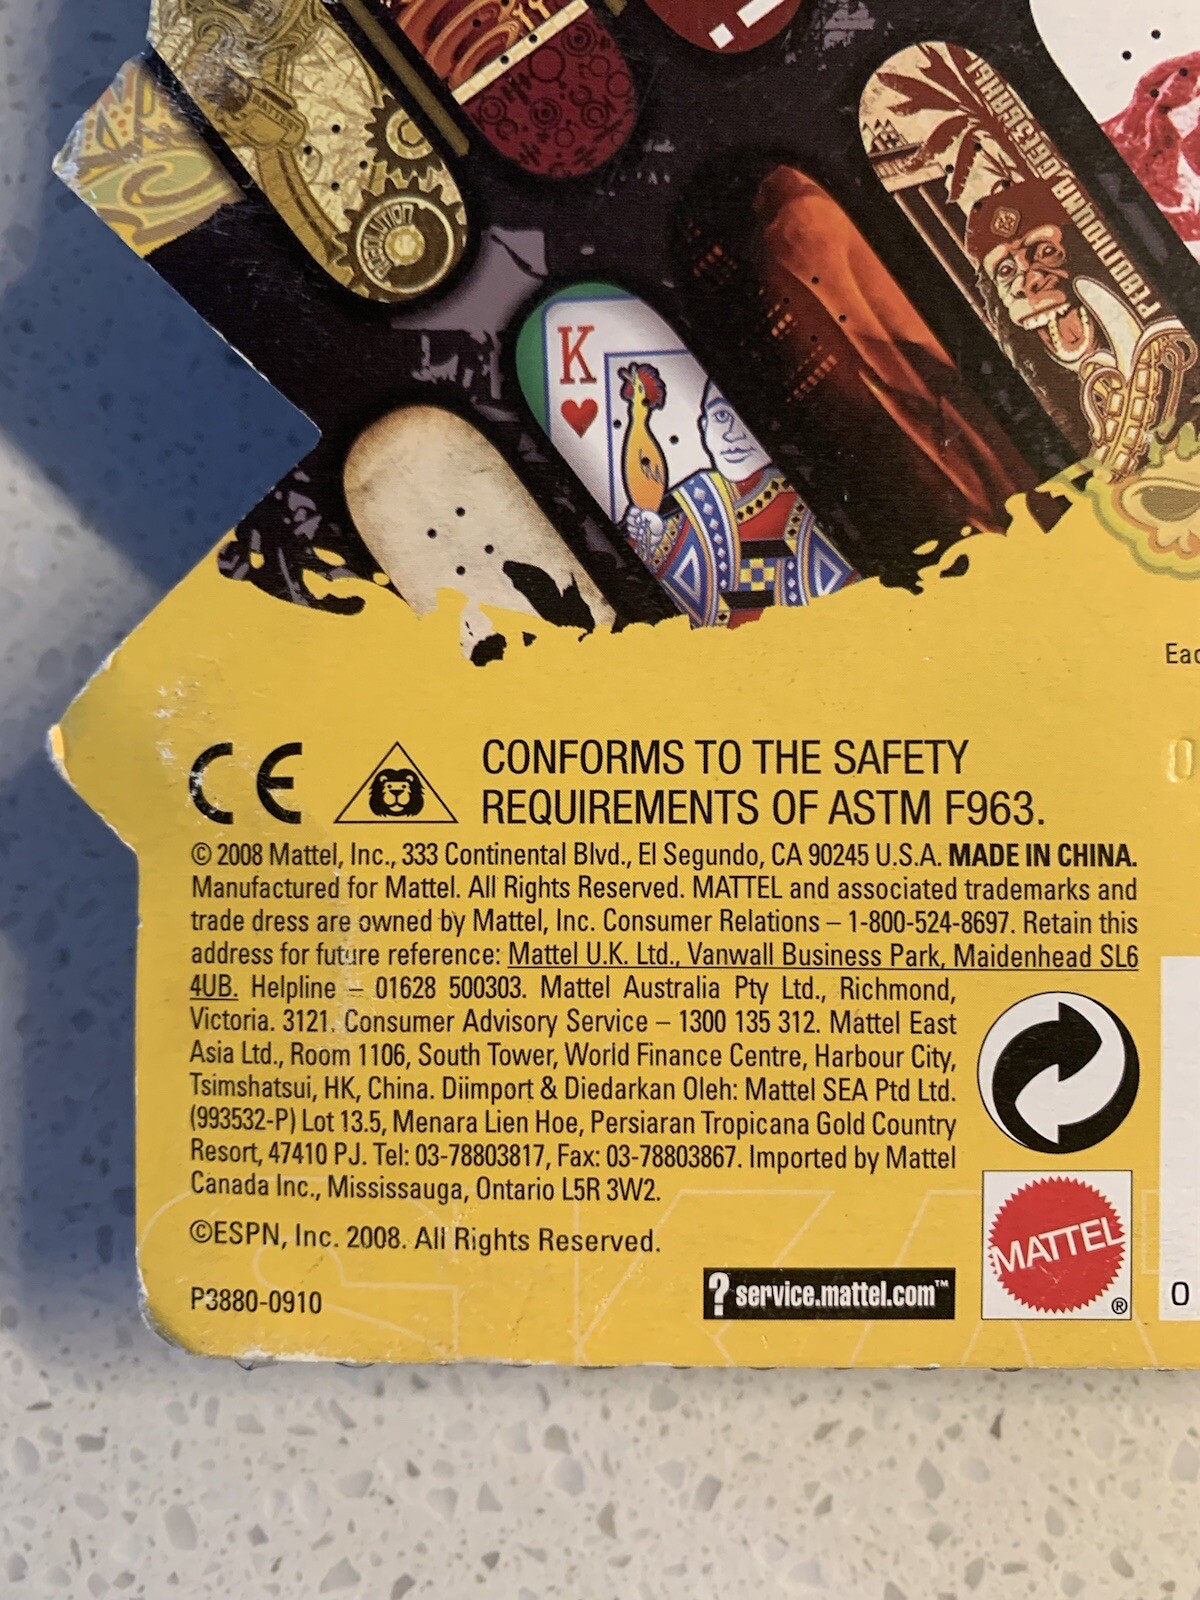 BATTERY
REVOLUTION
K
Eac
CE
CONFORMS TO THE SAFETY
REQUIREMENTS OF ASTM F963.
© 2008 Mattel, Inc., 333 Continental Blvd., El Segundo, CA 90245 U.S.A. MADE IN CHINA.
Manufactured for Mattel. All Rights Reserved. MATTEL and associated trademarks and
trade dress are owned by Mattel, Inc. Consumer Relations – 1-800-524-8697. Retain this
address for future reference: Mattel U.K. Ltd., Vanwall Business Park, Maidenhead SL6
4UB. Helpline – 01628 500303. Mattel Australia Pty Ltd., Richmond,
Victoria. 3121. Consumer Advisory Service – 1300 135 312. Mattel East
Asia Ltd., Room 1106, South Tower, World Finance Centre, Harbour City,
Tsimshatsui, HK, China. Diimport & Diedarkan Oleh: Mattel SEA Ptd Ltd.
(993532-P) Lot 13.5, Menara Lien Hoe, Persiaran Tropicana Gold Country
Resort, 47410 PJ. Tel: 03-78803817, Fax: 03-78803867. Imported by Mattel
Canada Inc., Mississauga, Ontario L5R 3W2.
©ESPN, Inc. 2008. All Rights Reserved.
P3880-0910
? service.mattel.com™
MATTEL®
0